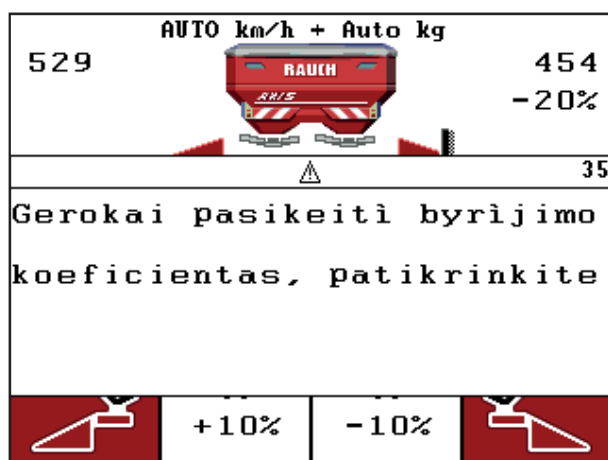 AUTO km/h + Auto kg
529
454
-20%
RAUCH
AXIS
35
Gerokai pasikeitì byrìjimo
koeficientas, patikrinkite
+10%
-10%